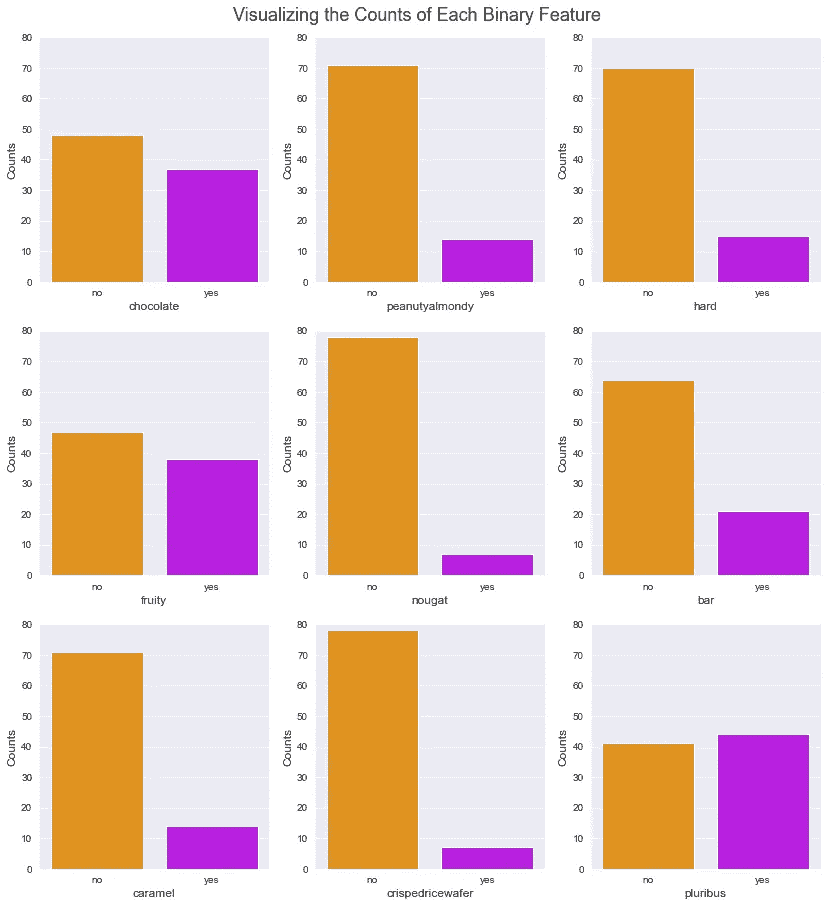 Visualizing the Counts of Each Binary Feature
80 80 80
70 70 70
60 60 60
50 50 50
Counts 40 Counts 40 Counts 40
30 30 30
20 20 20
10 10 10
0 0 0
no yes no yes no yes
chocolate peanutyalmondy hard
80 80 80
70 70 70
60 60 60
50 50 50
Counts 40 Counts 40 Counts 40
30 30 30
20 20 20
10 10 10
0 0 0
no yes no yes no yes
fruity nougat bar
80 80 80
70 70 70
60 60 60
50 50 50
Counts 40 Counts 40 Counts 40
30 30 30
20 20 20
10 10 10
0 0 0
no yes no yes no yes
caramel crispedricewafer pluribus